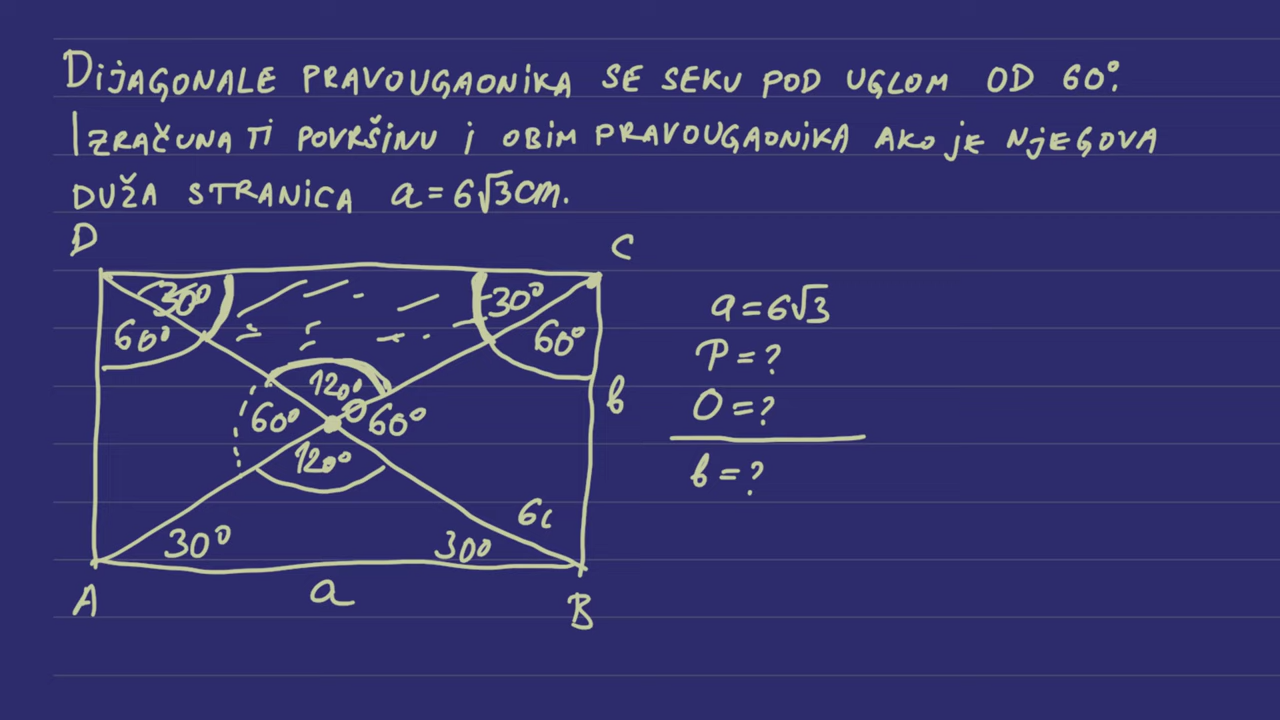 DIJAGONALE PRAVOUGAONIKA SE SEKU POD UGLOM OD 60°.
IZRAČUNATI POVRŠINU I OBIM PRAVOUGAONIKA AKO JE NJEGOVA
DUŽA STRANICA a=6√3cm.
D
C
30°
30°
60°
60°
a=6√3
P=?
120°
60°
O
60°
b
O=?
120°
b=?
30°
30°
6
A
a
B